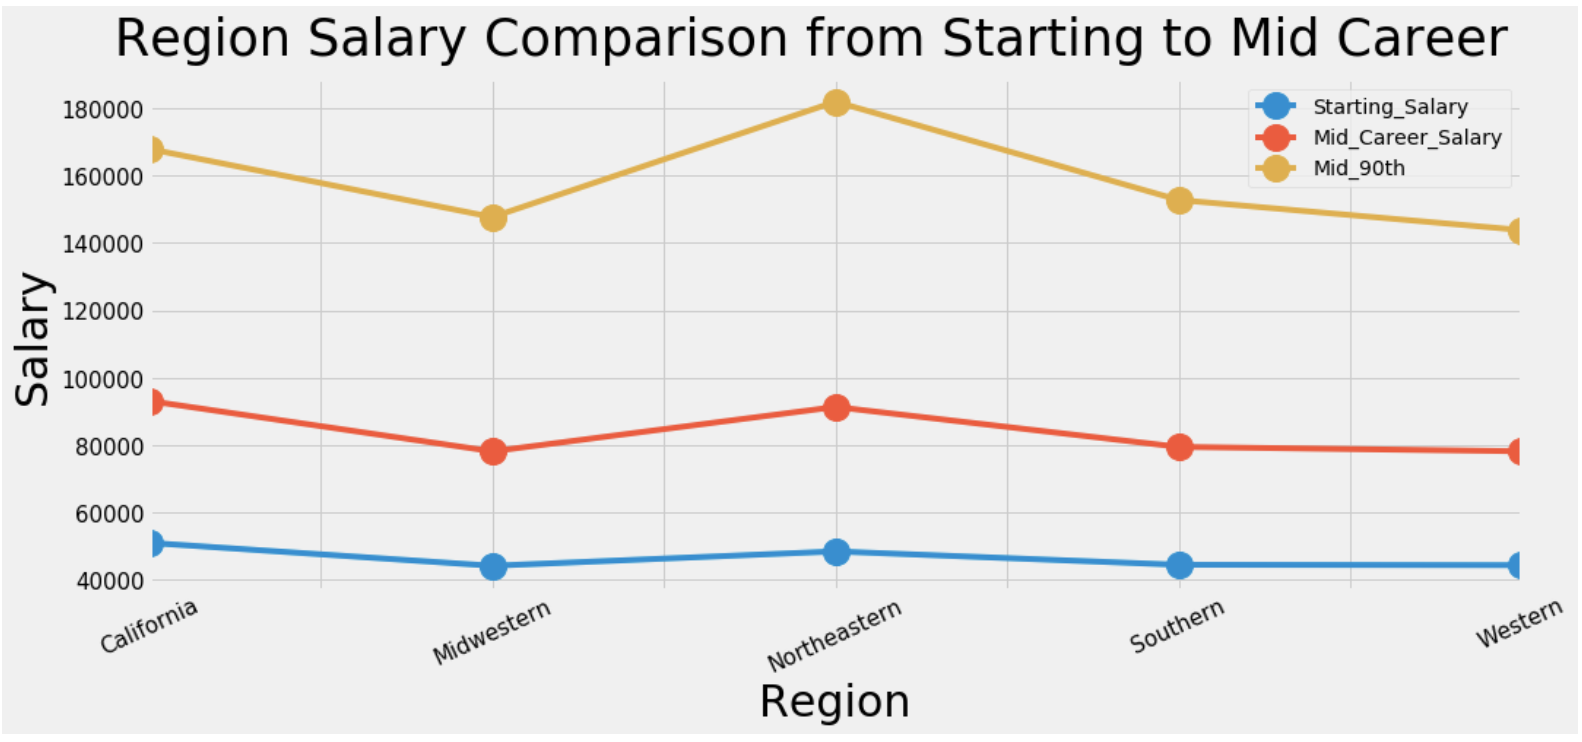 Region Salary Comparison from Starting to Mid Career
Starting_Salary
Mid_Career_Salary
Mid_90th
180000
160000
140000
120000
100000
80000
60000
40000
Salary
California
Midwestern
Northeastern
Southern
Western
Region